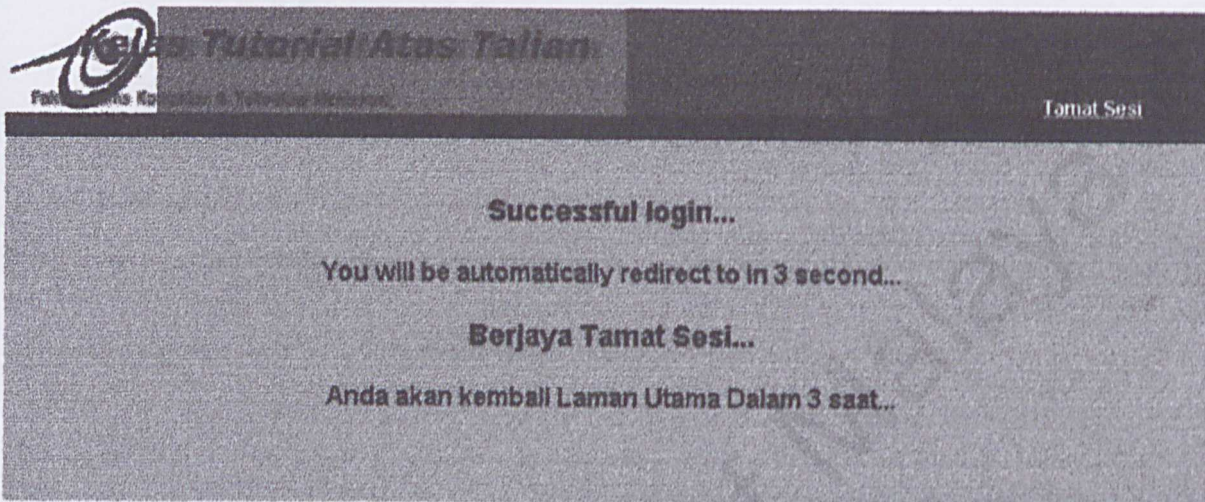 Kelas Tutorial Atas Talian
Tamat Sesi
Successful login...
You will be automatically redirect to in 3 second...
Berjaya Tamat Sesi...
Anda akan kembali Laman Utama Dalam 3 saat...
Malaya